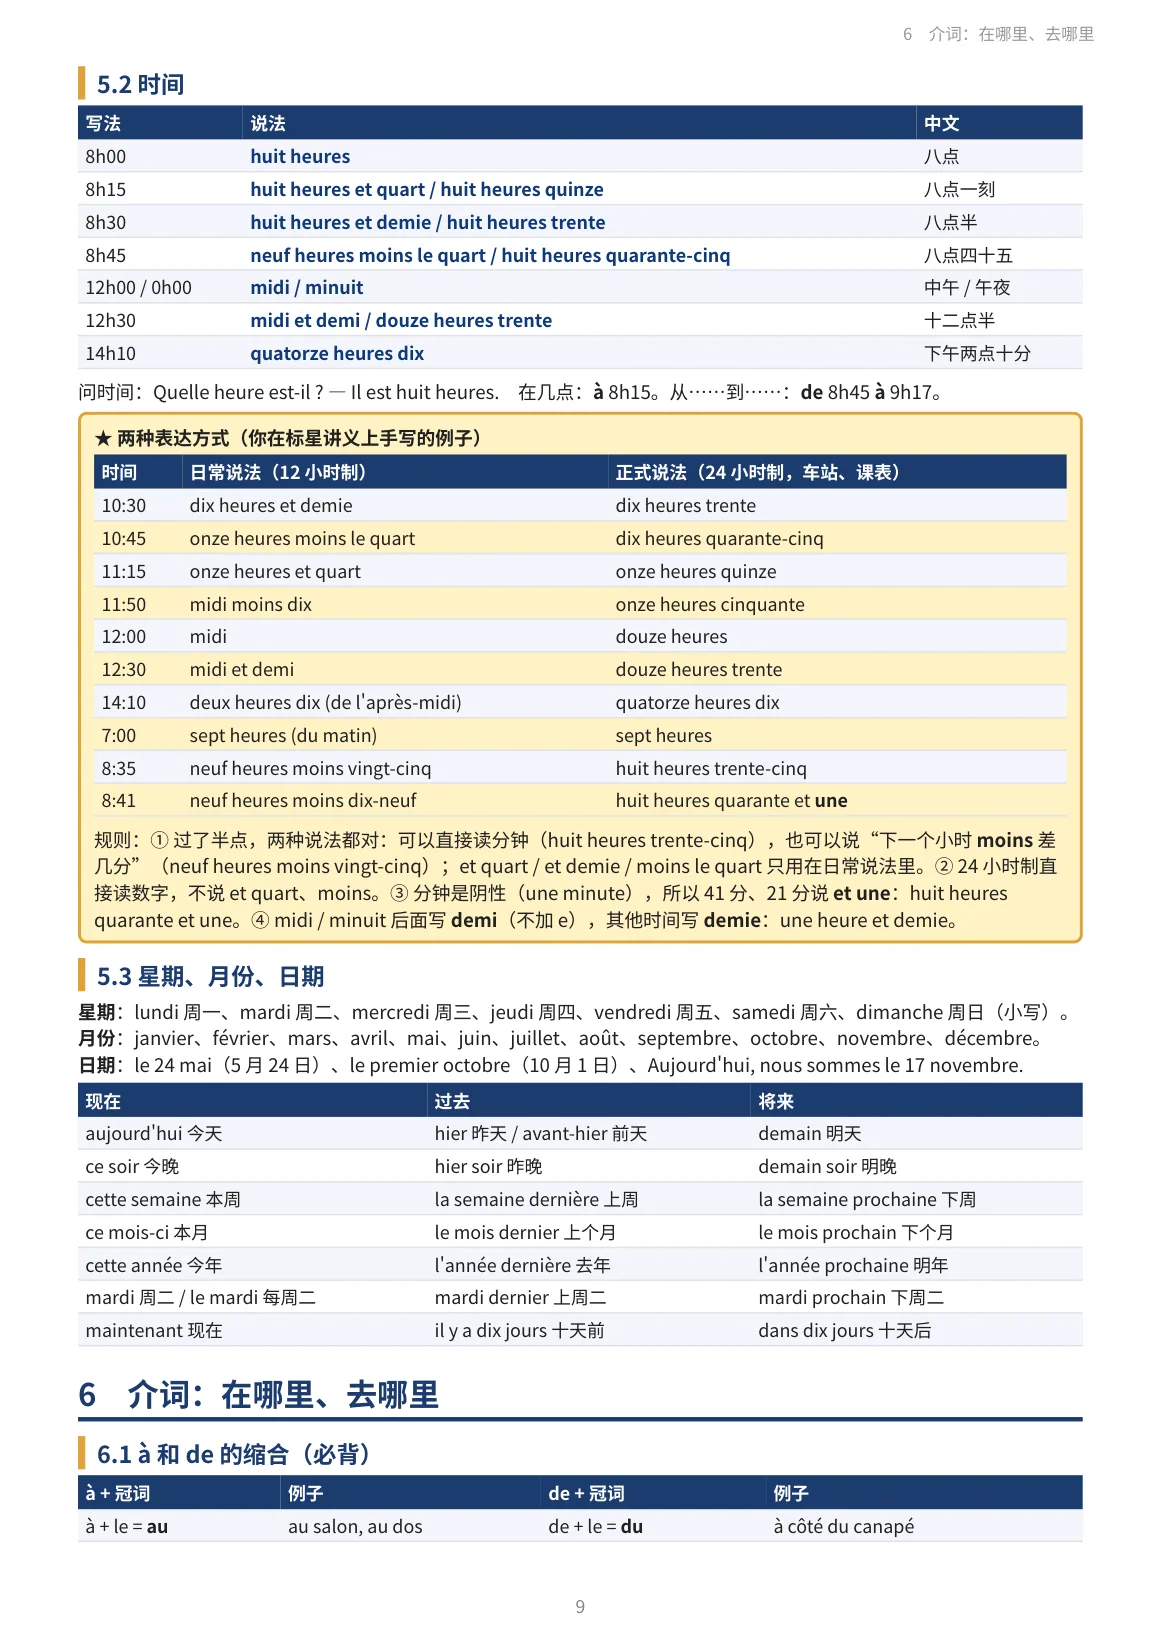 6 介词：在哪里、去哪里
5.2 时间
写法 说法 中文
8h00 huit heures 八点
8h15 huit heures et quart / huit heures quinze 八点一刻
8h30 huit heures et demie / huit heures trente 八点半
8h45 neuf heures moins le quart / huit heures quarante-cinq 八点四十五
12h00 / 0h00 midi / minuit 中午 / 午夜
12h30 midi et demi / douze heures trente 十二点半
14h10 quatorze heures dix 下午两点十分
问时间：Quelle heure est-il ? — Il est huit heures. 在几点：à 8h15。从……到……：de 8h45 à 9h17。
★ 两种表达方式（你在标星讲义上手写的例子）
时间 日常说法（12 小时制） 正式说法（24 小时制，车站、课表）
10:30 dix heures et demie dix heures trente
10:45 onze heures moins le quart dix heures quarante-cinq
11:15 onze heures et quart onze heures quinze
11:50 midi moins dix onze heures cinquante
12:00 midi douze heures
12:30 midi et demi douze heures trente
14:10 deux heures dix (de l'après-midi) quatorze heures dix
7:00 sept heures (du matin) sept heures
8:35 neuf heures moins vingt-cinq huit heures trente-cinq
8:41 neuf heures moins dix-neuf huit heures quarante et une
规则：① 过了半点，两种说法都对：可以直接读分钟（huit heures trente-cinq），也可以说“下一个小时 moins 差
几分”（neuf heures moins vingt-cinq）；et quart / et demie / moins le quart 只用在日常说法里。② 24 小时制直
接读数字，不说 et quart、moins。③ 分钟是阴性（une minute），所以 41 分、21 分说 et une：huit heures
quarante et une。④ midi / minuit 后面写 demi（不加 e），其他时间写 demie：une heure et demie。
5.3 星期、月份、日期
星期：lundi 周一、mardi 周二、mercredi 周三、jeudi 周四、vendredi 周五、samedi 周六、dimanche 周日（小写）。
月份：janvier、février、mars、avril、mai、juin、juillet、août、septembre、octobre、novembre、décembre。
日期：le 24 mai（5 月 24 日）、le premier octobre（10 月 1 日）、Aujourd'hui, nous sommes le 17 novembre.
现在 过去 将来
aujourd'hui 今天 hier 昨天 / avant-hier 前天 demain 明天
ce soir 今晚 hier soir 昨晚 demain soir 明晚
cette semaine 本周 la semaine dernière 上周 la semaine prochaine 下周
ce mois-ci 本月 le mois dernier 上个月 le mois prochain 下个月
cette année 今年 l'année dernière 去年 l'année prochaine 明年
mardi 周二 / le mardi 每周二 mardi dernier 上周二 mardi prochain 下周二
maintenant 现在 il y a dix jours 十天前 dans dix jours 十天后
6 介词：在哪里、去哪里
6.1 à 和 de 的缩合（必背）
à + 冠词 例子 de + 冠词 例子
à + le = au au salon, au dos de + le = du à côté du canapé
9